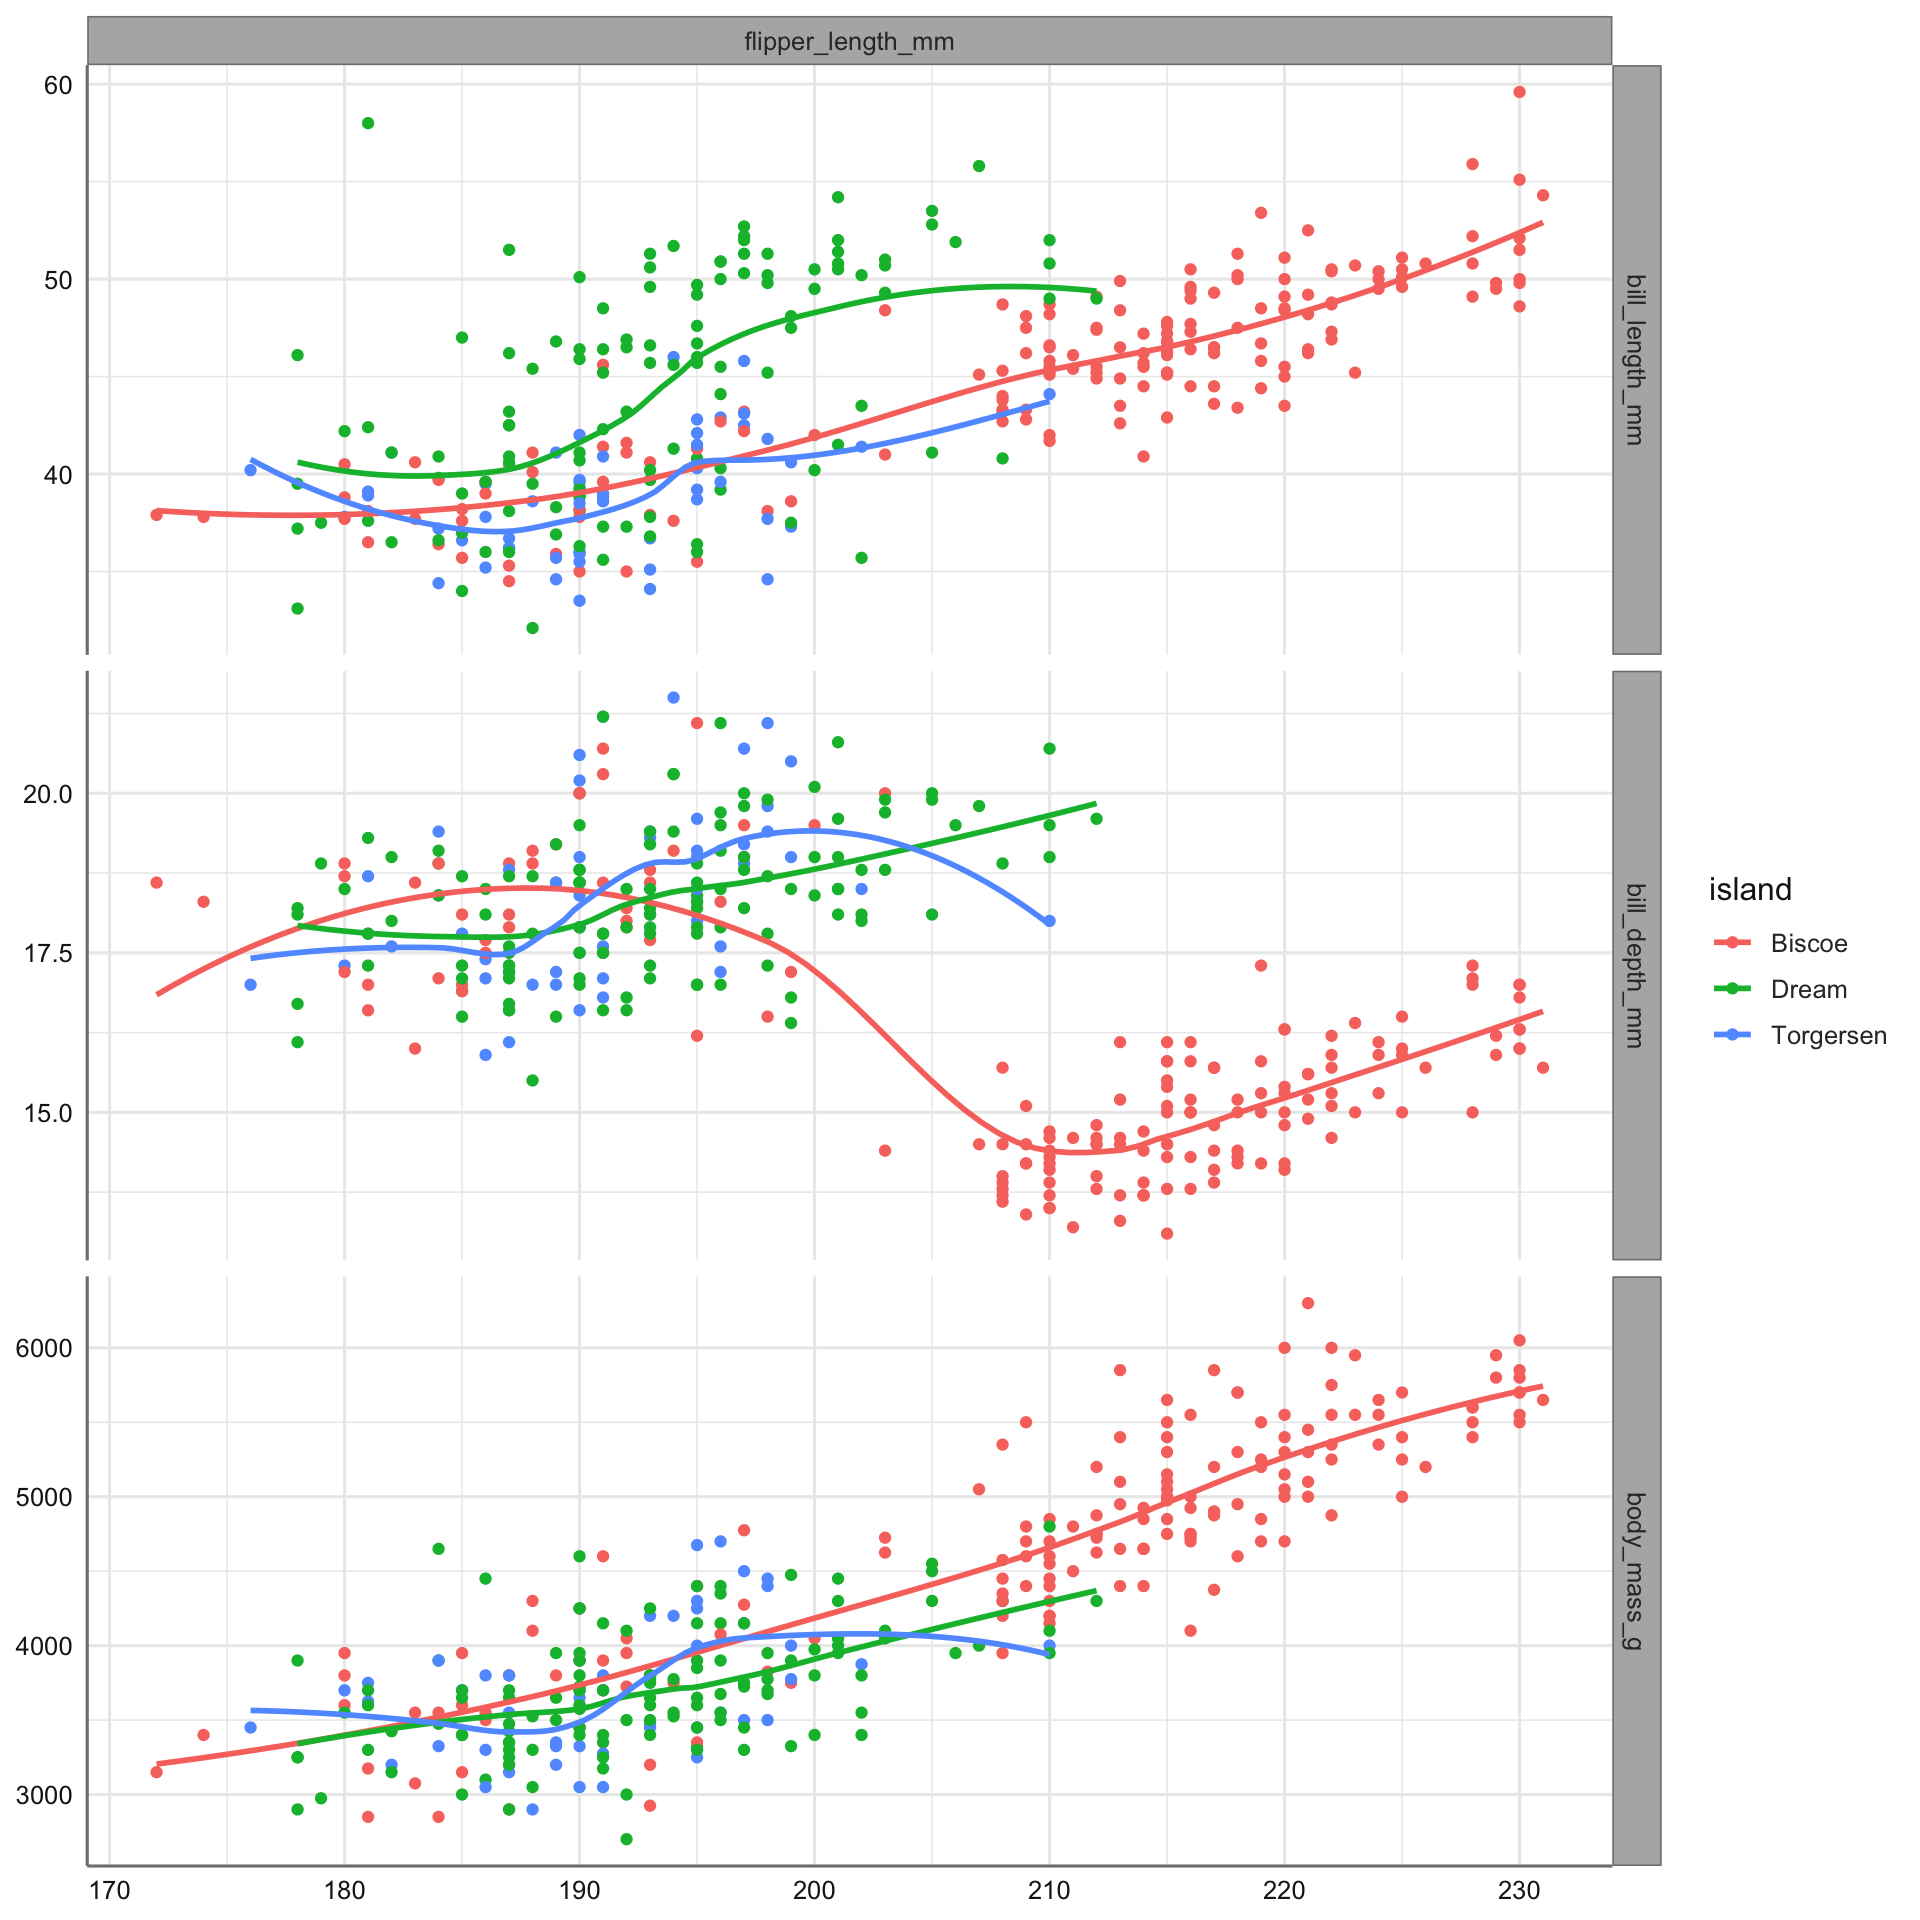 flipper_length_mm
60
50
40
bill_length_mm
20.0
17.5
15.0
bill_depth_mm
6000
5000
4000
3000
body_mass_g
170 180 190 200 210 220 230
island
Biscoe
Dream
Torgersen